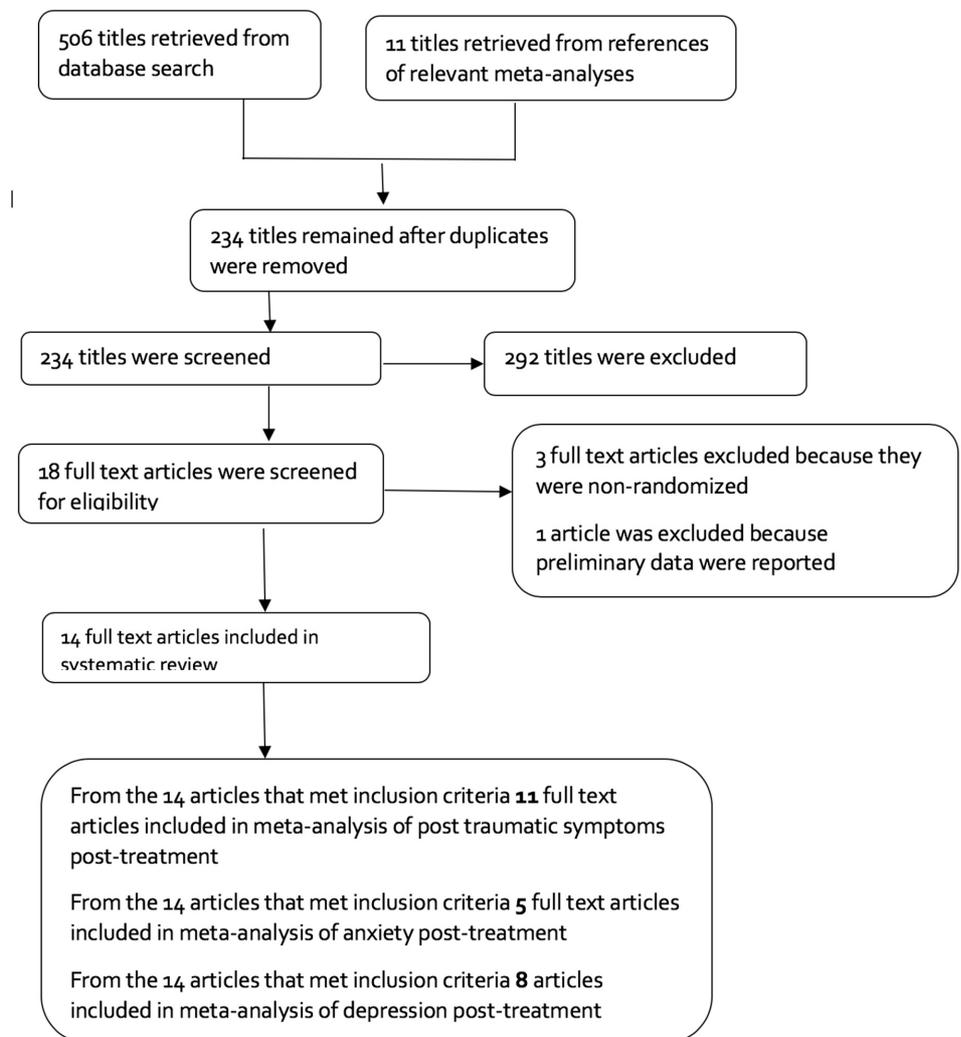 506 titles retrieved from
database search
11 titles retrieved from references
of relevant meta-analyses
234 titles remained after duplicates
were removed
234 titles were screened
292 titles were excluded
18 full text articles were screened
for eligibility
3 full text articles excluded because they
were non-randomized
1 article was excluded because
preliminary data were reported
14 full text articles included in
systematic review
From the 14 articles that met inclusion criteria 11 full text
articles included in meta-analysis of post traumatic symptoms
post-treatment
From the 14 articles that met inclusion criteria 5 full text articles
included in meta-analysis of anxiety post-treatment
From the 14 articles that met inclusion criteria 8 articles
included in meta-analysis of depression post-treatment